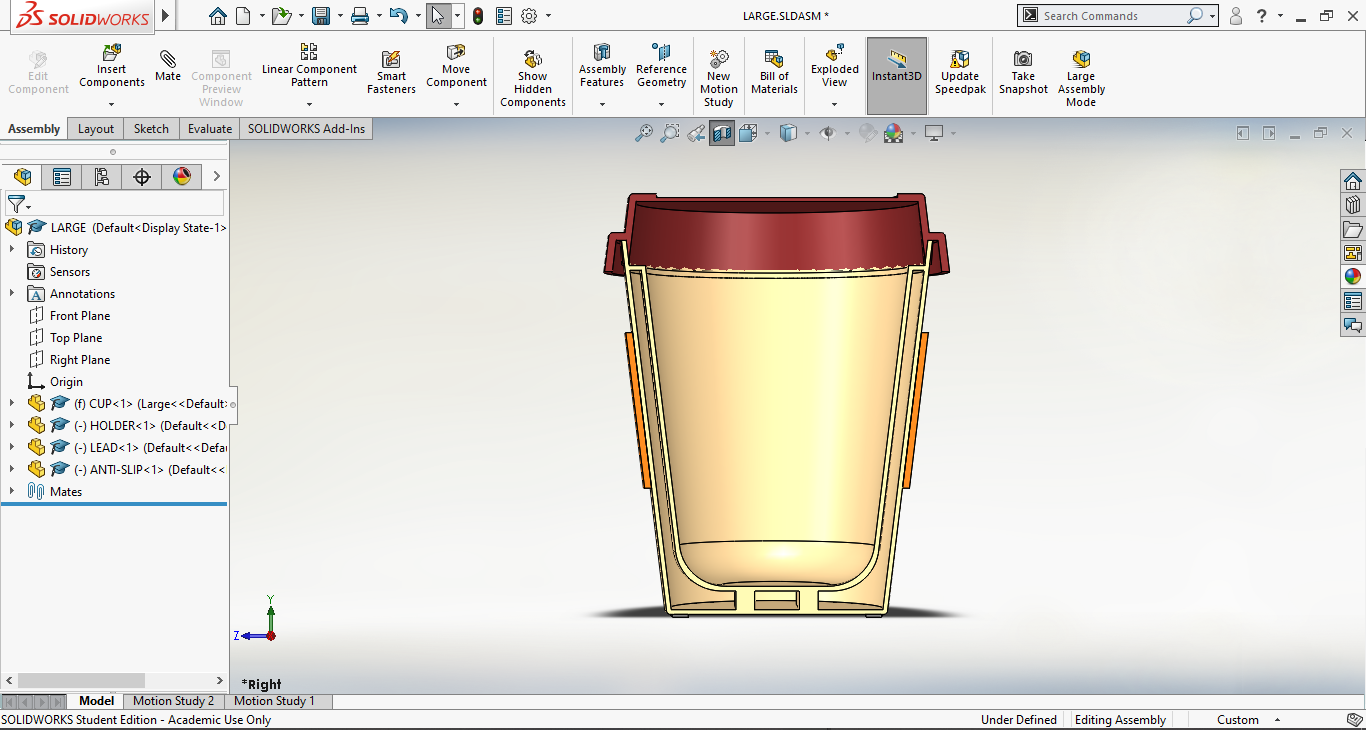 SOLIDWORKS
LARGE.SLDASM *
Search Commands
?
Edit
Component
Insert
Components
Mate
Component
Preview
Window
Linear Component
Pattern
Smart
Fasteners
Move
Component
Show
Hidden
Components
Assembly
Features
Reference
Geometry
New
Motion
Study
Bill of
Materials
Exploded
View
Instant3D
Update
Speedpak
Take
Snapshot
Large
Assembly
Mode
Assembly
Layout
Sketch
Evaluate
SOLIDWORKS Add-Ins
LARGE (Default<Display State-1>
History
Sensors
A
Annotations
Front Plane
Top Plane
Right Plane
Origin
(f) CUP<1> (Large<<Default
(-) HOLDER<1> (Default<<D
(-) LEAD<1> (Default<<Defa
(-) ANTI-SLIP<1> (Default<<
Mates
Y
Z
*Right
Model
Motion Study 2
Motion Study 1
SOLIDWORKS Student Edition - Academic Use Only
Under Defined
Editing Assembly
Custom